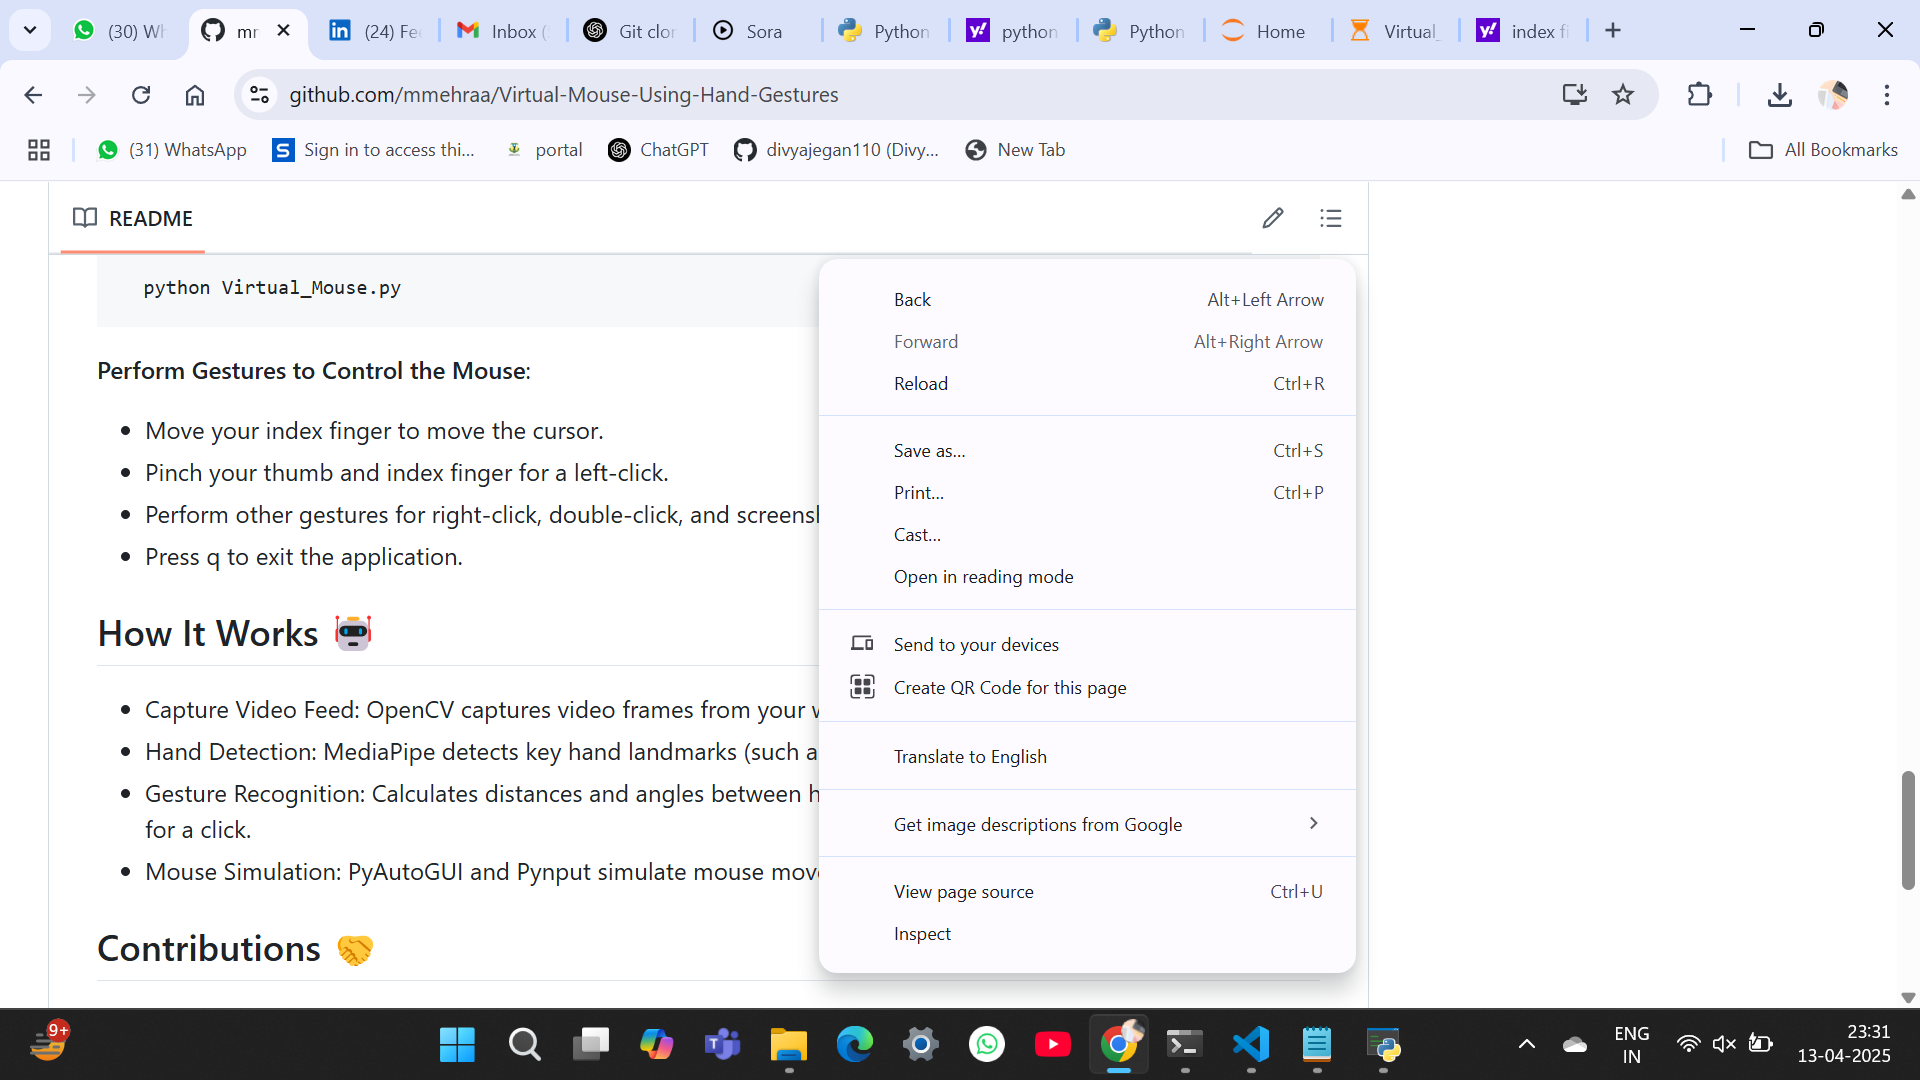 (30) Wh
mr
(24) Fee
Inbox (
Git clor
Sora
Python
python
Python
Home
Virtual_
index fi
github.com/mmehraa/Virtual-Mouse-Using-Hand-Gestures
(31) WhatsApp
S Sign in to access thi...
portal
ChatGPT
divyajegan110 (Divy...
New Tab
All Bookmarks
README
python Virtual_Mouse.py
Perform Gestures to Control the Mouse:
• Move your index finger to move the cursor.
• Pinch your thumb and index finger for a left-click.
• Perform other gestures for right-click, double-click, and screensh
• Press q to exit the application.
How It Works 🤖
• Capture Video Feed: OpenCV captures video frames from your w
• Hand Detection: MediaPipe detects key hand landmarks (such a
• Gesture Recognition: Calculates distances and angles between h
for a click.
• Mouse Simulation: PyAutoGUI and Pynput simulate mouse mov
Contributions 🤝
Back Alt+Left Arrow
Forward Alt+Right Arrow
Reload Ctrl+R
Save as... Ctrl+S
Print... Ctrl+P
Cast...
Open in reading mode
Send to your devices
Create QR Code for this page
Translate to English
Get image descriptions from Google
View page source Ctrl+U
Inspect
9+
ENG
IN
23:31
13-04-2025